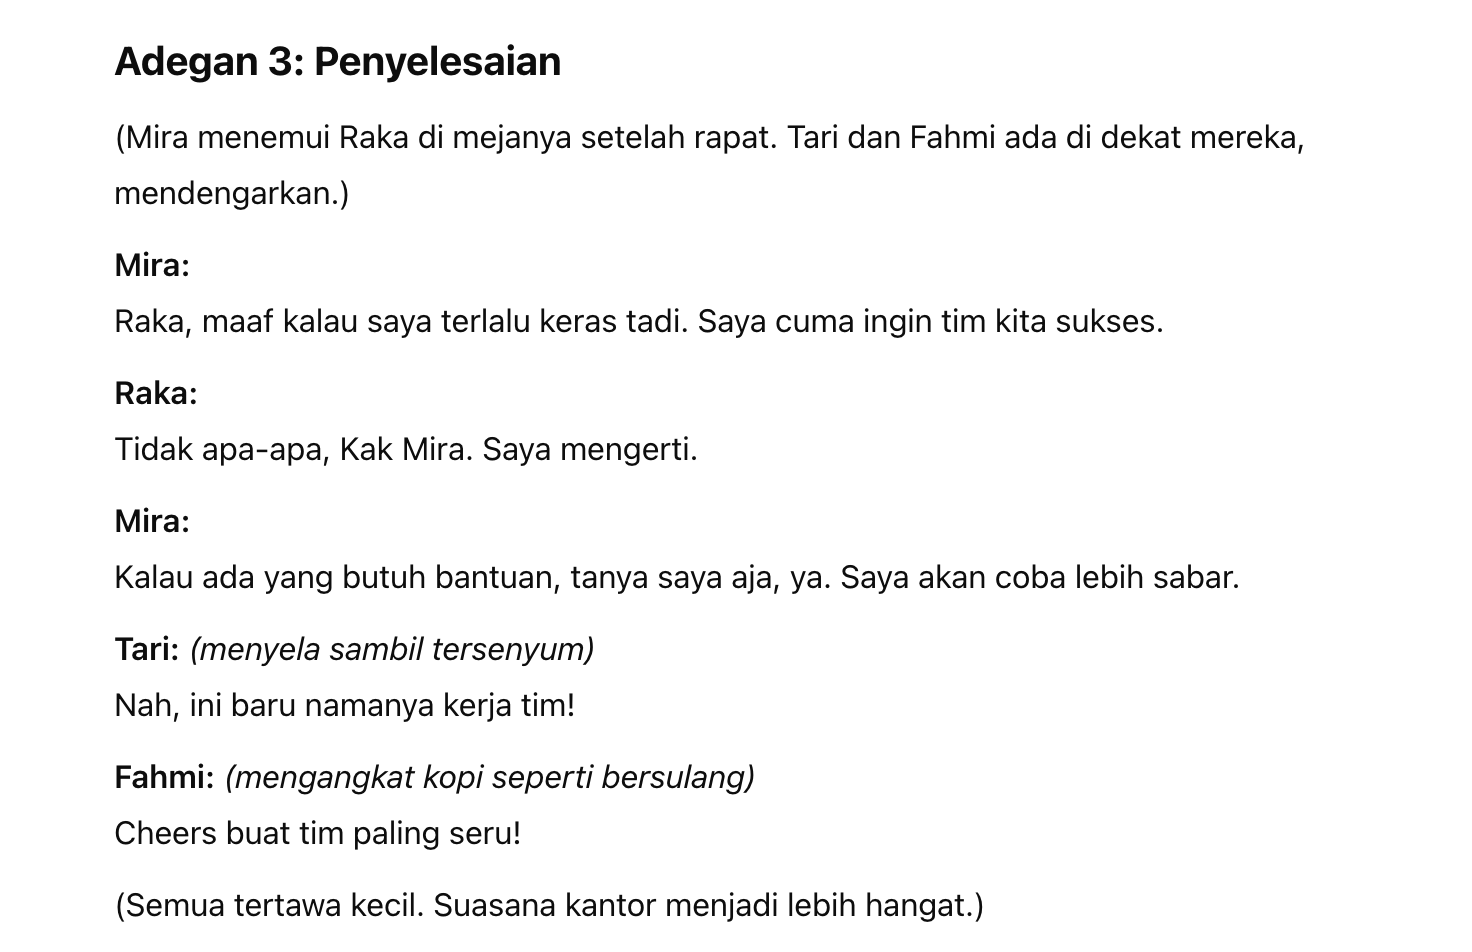 Adegan 3: Penyelesaian
(Mira menemui Raka di mejanya setelah rapat. Tari dan Fahmi ada di dekat mereka,
mendengarkan.)
Mira:
Raka, maaf kalau saya terlalu keras tadi. Saya cuma ingin tim kita sukses.
Raka:
Tidak apa-apa, Kak Mira. Saya mengerti.
Mira:
Kalau ada yang butuh bantuan, tanya saya aja, ya. Saya akan coba lebih sabar.
Tari: (menyela sambil tersenyum)
Nah, ini baru namanya kerja tim!
Fahmi: (mengangkat kopi seperti bersulang)
Cheers buat tim paling seru!
(Semua tertawa kecil. Suasana kantor menjadi lebih hangat.)